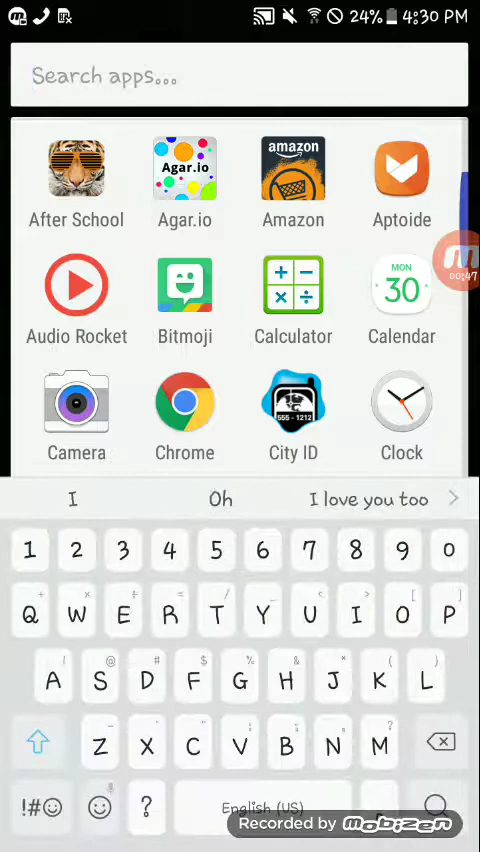 24% 4:30 PM
Search apps...
Agar.io
amazon
After School Agar.io Amazon Aptoide
MON
30
00:47
Audio Rocket Bitmoji Calculator Calendar
555 - 1212
Camera Chrome City ID Clock
I Oh I love you too
1 2 3 4 5 6 7 8 9 0
Q W E R T Y U I O P
A S D F G H J K L
Z X C V B N M
!#☺ ? English (US)
Recorded by mobizen